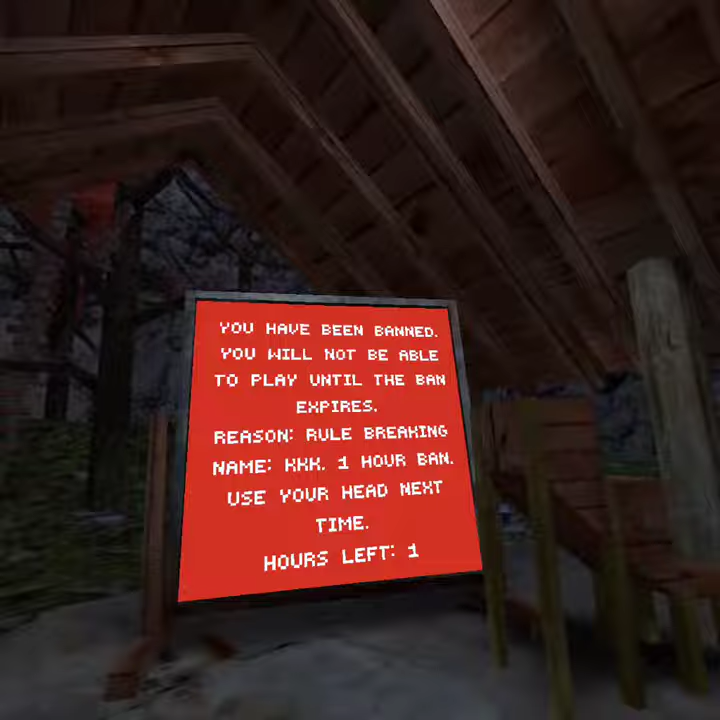 YOU HAVE BEEN BANNED.
YOU WILL NOT BE ABLE
TO PLAY UNTIL THE BAN
EXPIRES.
REASON: RULE BREAKING
NAME: KKK. 1 HOUR BAN.
USE YOUR HEAD NEXT
TIME.
HOURS LEFT: 1